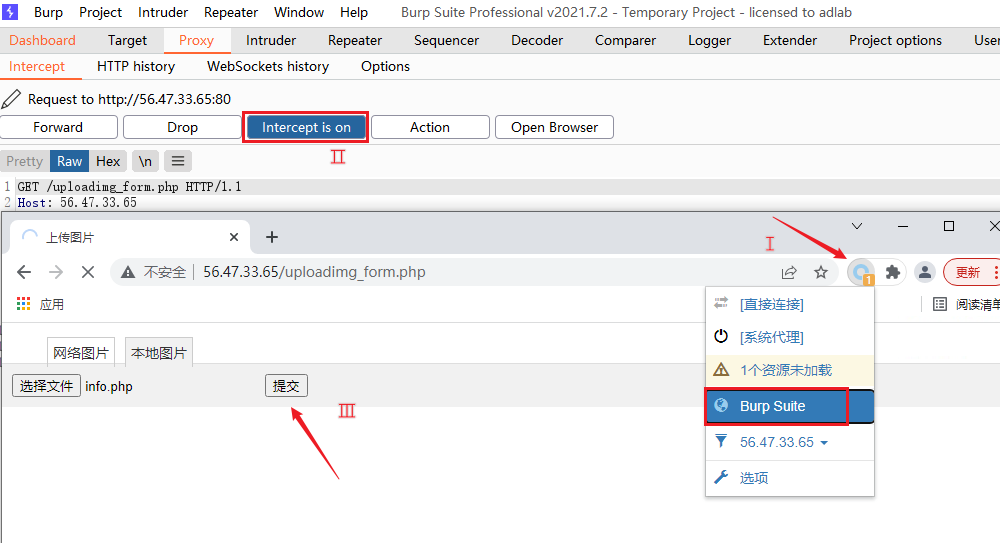 Burp Project Intruder Repeater Window Help Burp Suite Professional v2021.7.2 - Temporary Project - licensed to adlab
Dashboard Target Proxy Intruder Repeater Sequencer Decoder Comparer Logger Extender Project options User
Intercept HTTP history WebSockets history Options
Request to http://56.47.33.65:80
Forward Drop Intercept is on Action Open Browser
II
Pretty Raw Hex \n
1 GET /uploadimg_form.php HTTP/1.1
2 Host: 56.47.33.65
上传图片
I
不安全 56.47.33.65/uploadimg_form.php 1 更新
应用 阅读清单
[直接连接]
[系统代理]
网络图片 本地图片
1个资源未加载
选择文件 info.php 提交
Burp Suite
III
56.47.33.65
选项